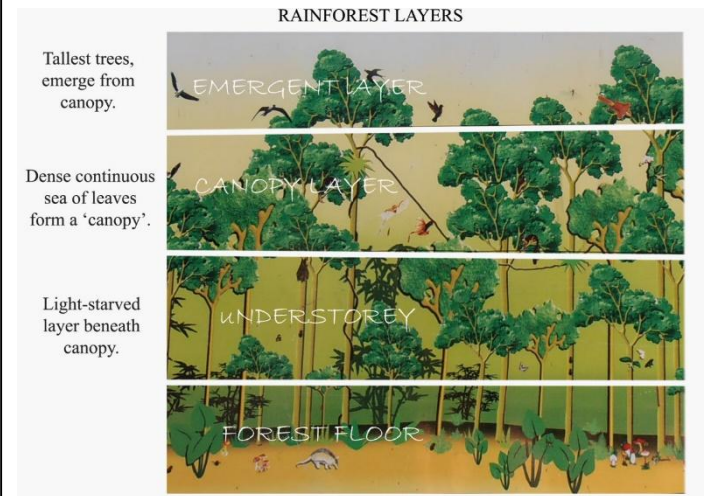 RAINFOREST LAYERS
Tallest trees,
emerge from
canopy.
EMERGENT LAYER
Dense continuous
sea of leaves
form a ‘canopy’.
CANOPY LAYER
Light-starved
layer beneath
canopy.
uNDERSTOREY
FOREST FLOOR